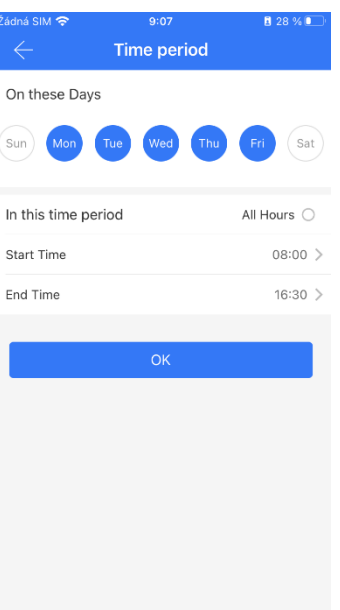 Žádná SIM 9:07 28 %
Time period
On these Days
Sun Mon Tue Wed Thu Fri Sat
In this time period All Hours
Start Time 08:00
End Time 16:30
OK